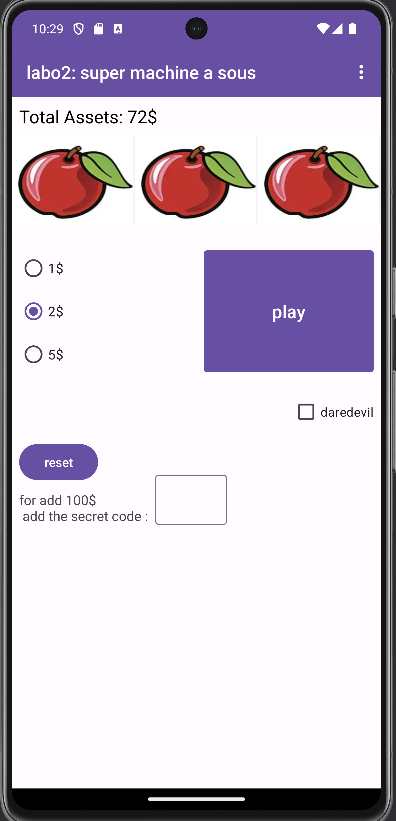 10:29
labo2: super machine a sous
Total Assets: 72$
1$
2$
play
5$
daredevil
reset
for add 100$
add the secret code :